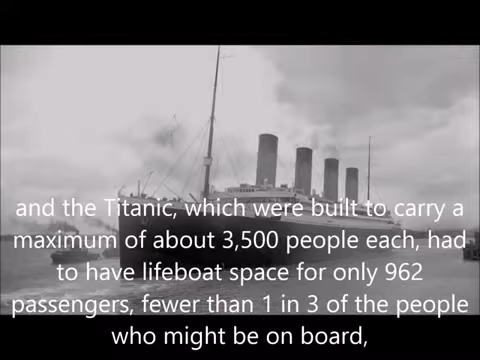 and the Titanic, which were built to carry a
maximum of about 3,500 people each, had
to have lifeboat space for only 962
passengers, fewer than 1 in 3 of the people
who might be on board,